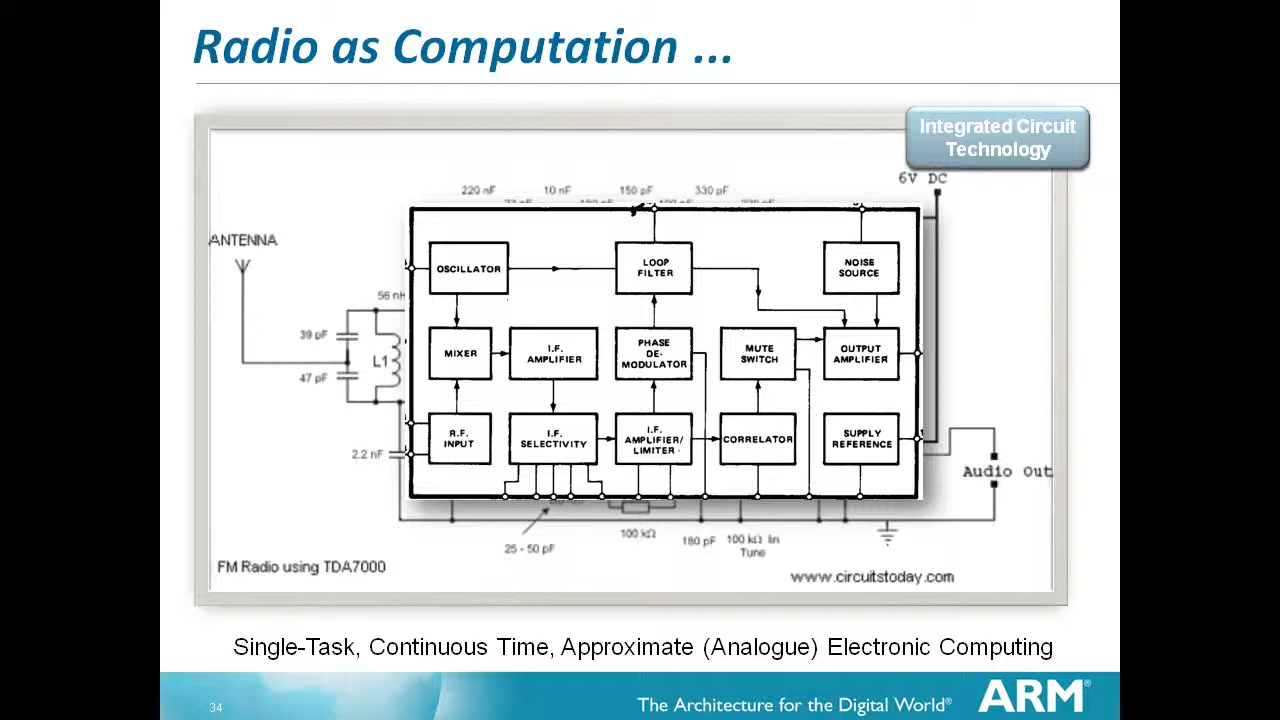 Radio as Computation ...
Integrated Circuit
Technology
6V DC
220 nF
10 nF
150 pF
330 pF
ANTENNA
56 nH
39 pF
L1
47 pF
2.2 nF
OSCILLATOR
LOOP
FILTER
NOISE
SOURCE
MIXER
I.F.
AMPLIFIER
PHASE
DE-
MODULATOR
MUTE
SWITCH
OUTPUT
AMPLIFIER
R.F.
INPUT
I.F.
SELECTIVITY
I.F.
AMPLIFIER/
LIMITER
CORRELATOR
SUPPLY
REFERENCE
Audio Out
25 - 50 pF
100 kΩ
180 pF
100 kΩ lin
Tune
FM Radio using TDA7000
www.circuitstoday.com
Single-Task, Continuous Time, Approximate (Analogue) Electronic Computing
34
The Architecture for the Digital World®
ARM®